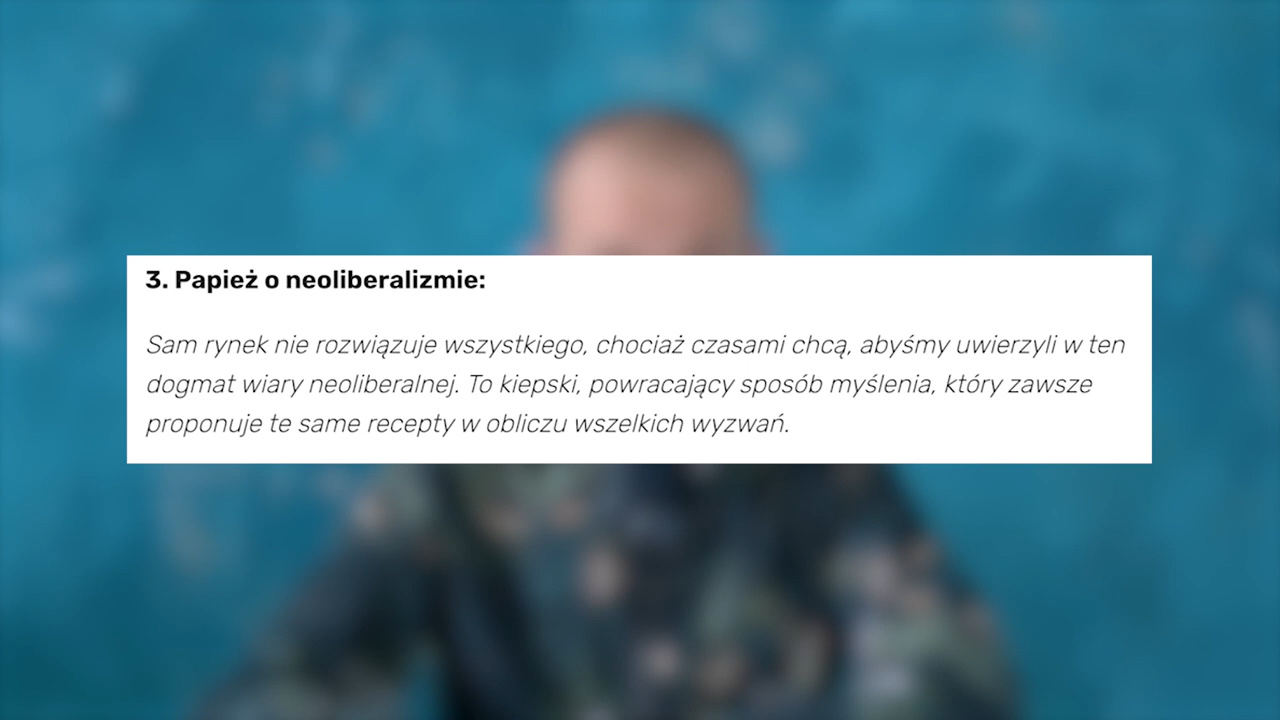 3. Papież o neoliberalizmie:
Sam rynek nie rozwiązuje wszystkiego, chociaż czasami chcą, abyśmy uwierzyli w ten
dogmat wiary neoliberalnej. To kiepski, powracający sposób myślenia, który zawsze
proponuje te same recepty w obliczu wszelkich wyzwań.